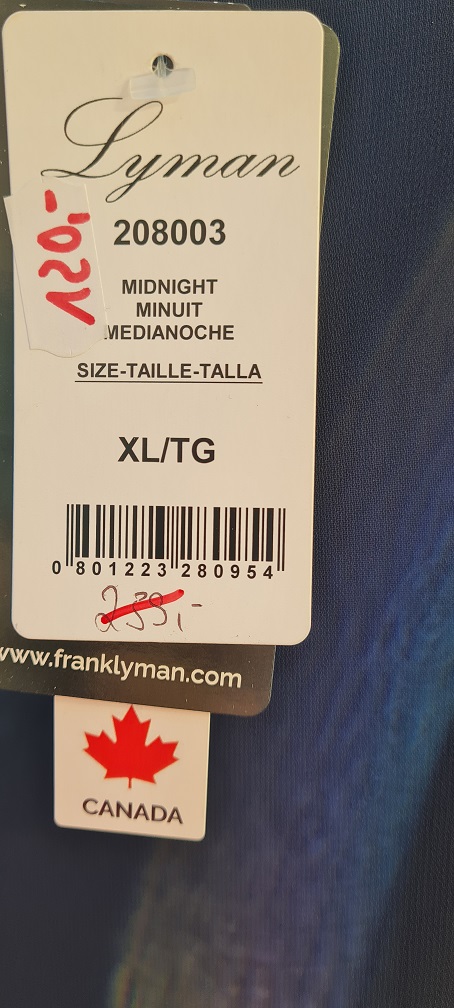 Lyman
208003
120,-
MIDNIGHT
MINUIT
MEDIANOCHE
SIZE-TAILLE-TALLA
XL/TG
0 801223 280954
239,-
www.franklyman.com
CANADA